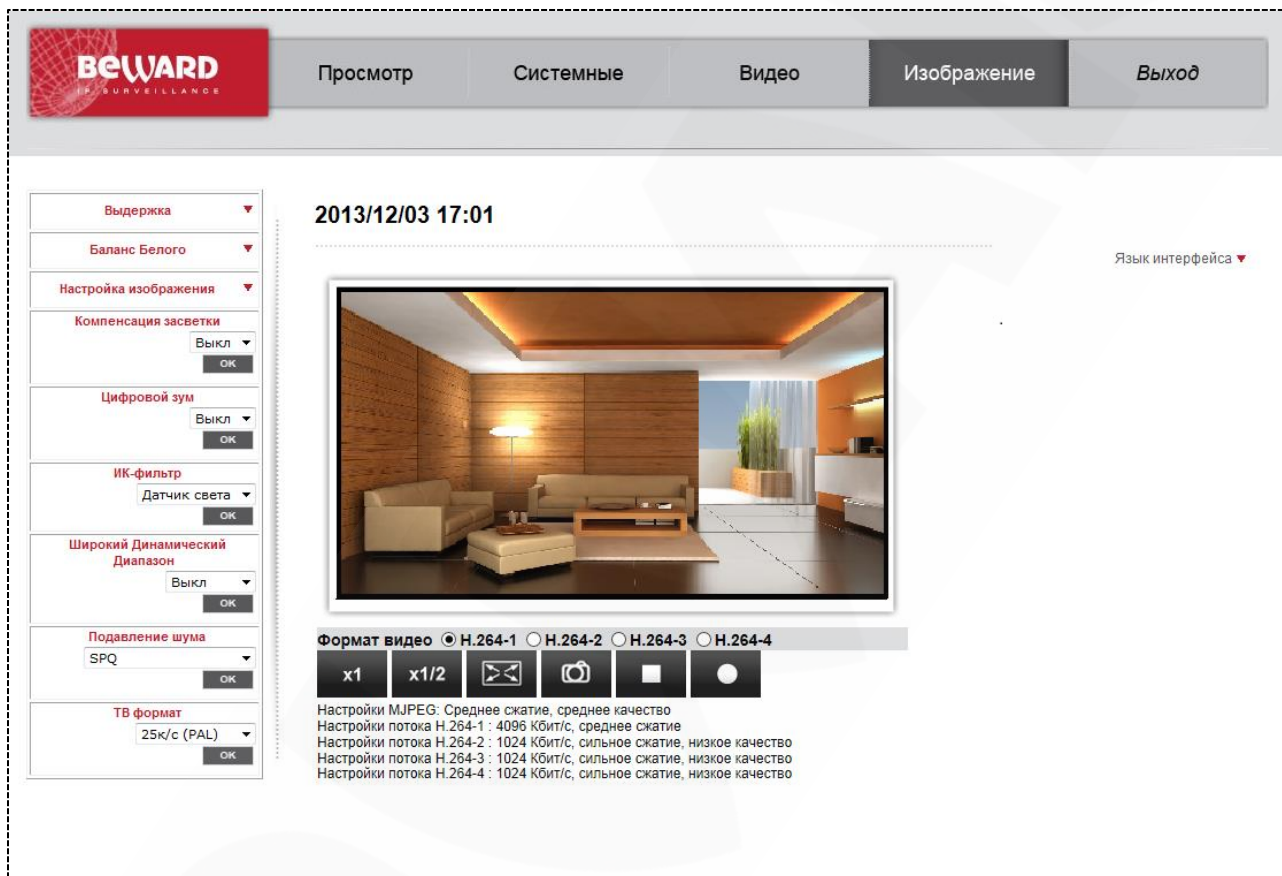 BEWARD
IP SURVEILLANCE
Просмотр
Системные
Видео
Изображение
Выход
Выдержка
Баланс Белого
Настройка изображения
Компенсация засветки
Выкл
OK
Цифровой зум
Выкл
OK
ИК-фильтр
Датчик света
OK
Широкий Динамический
Диапазон
Выкл
OK
Подавление шума
SPQ
OK
ТВ формат
25к/с (PAL)
OK
2013/12/03 17:01
Язык интерфейса
Формат видео H.264-1 H.264-2 H.264-3 H.264-4
x1 x1/2
Настройки MJPEG: Среднее сжатие, среднее качество
Настройки потока H.264-1 : 4096 Кбит/с, среднее сжатие
Настройки потока H.264-2 : 1024 Кбит/с, сильное сжатие, низкое качество
Настройки потока H.264-3 : 1024 Кбит/с, сильное сжатие, низкое качество
Настройки потока H.264-4 : 1024 Кбит/с, сильное сжатие, низкое качество